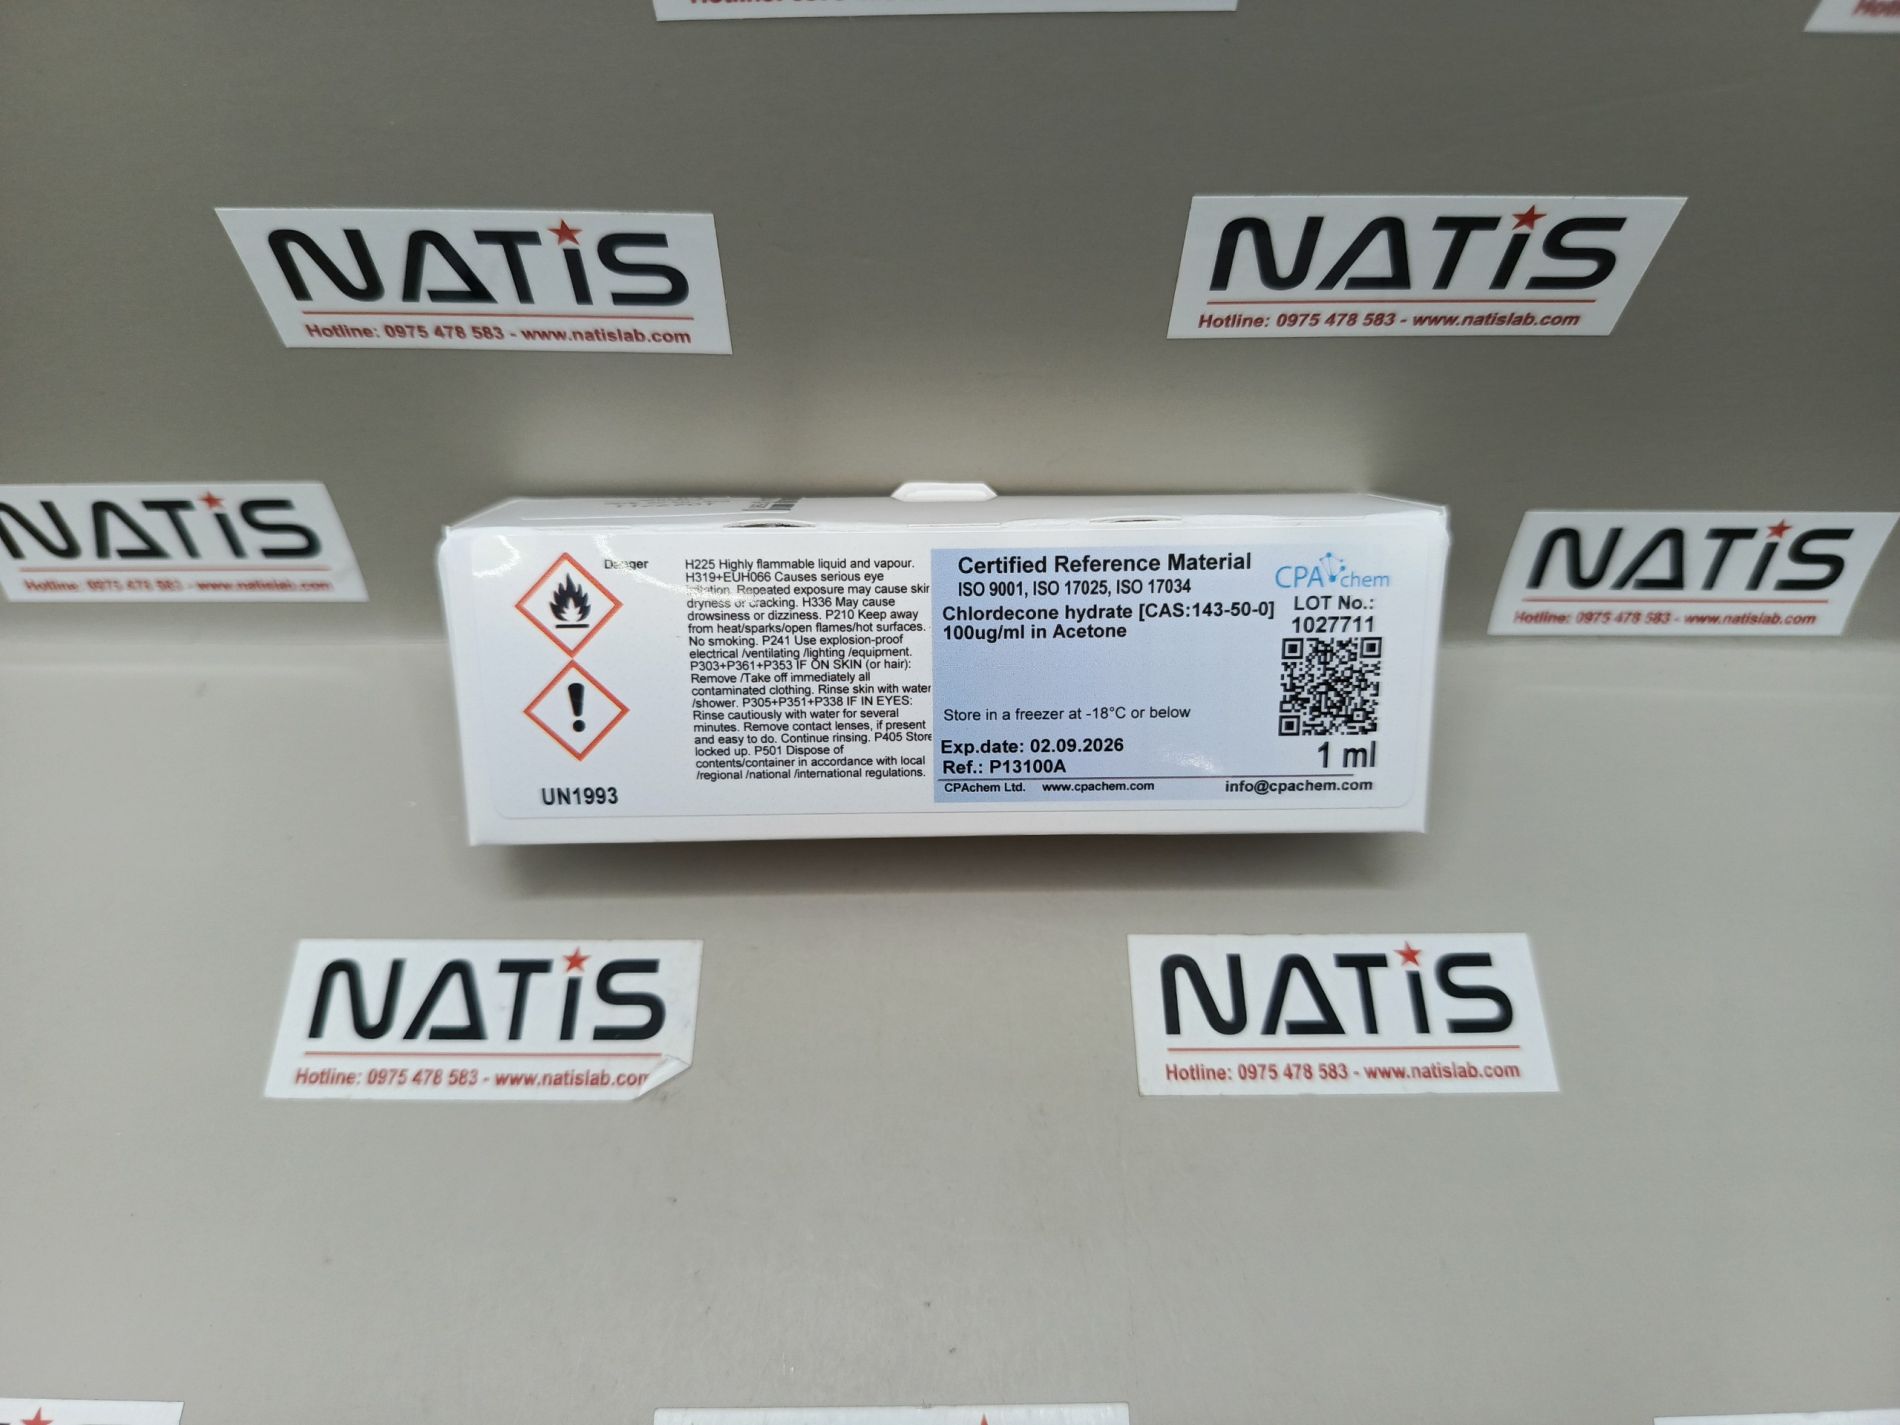 NATiS
Hotline: 0975 478 583 - www.natislab.com
NATiS
Hotline: 0975 478 583 - www.natislab.com
NATiS
Hotline: 0975 478 583 - www.natislab.com
NATiS
Hotline: 0975 478 583 - www.natislab.com
Danger
UN1993
H225 Highly flammable liquid and vapour.
H319+EUH066 Causes serious eye
irritation. Repeated exposure may cause skin
dryness or cracking. H336 May cause
drowsiness or dizziness. P210 Keep away
from heat/sparks/open flames/hot surfaces.
No smoking. P241 Use explosion-proof
electrical /ventilating /lighting /equipment.
P303+P361+P353 IF ON SKIN (or hair):
Remove /Take off immediately all
contaminated clothing. Rinse skin with water
/shower. P305+P351+P338 IF IN EYES:
Rinse cautiously with water for several
minutes. Remove contact lenses, if present
and easy to do. Continue rinsing. P405 Store
locked up. P501 Dispose of
contents/container in accordance with local
/regional /national /international regulations.
Certified Reference Material
ISO 9001, ISO 17025, ISO 17034
Chlordecone hydrate [CAS:143-50-0]
100ug/ml in Acetone
Store in a freezer at -18°C or below
Exp.date: 02.09.2026
Ref.: P13100A
CPAchem Ltd. www.cpachem.com info@cpachem.com
CPAchem
LOT No.:
1027711
1 ml
NATiS
Hotline: 0975 478 583 - www.natislab.com
NATiS
Hotline: 0975 478 583 - www.natislab.com